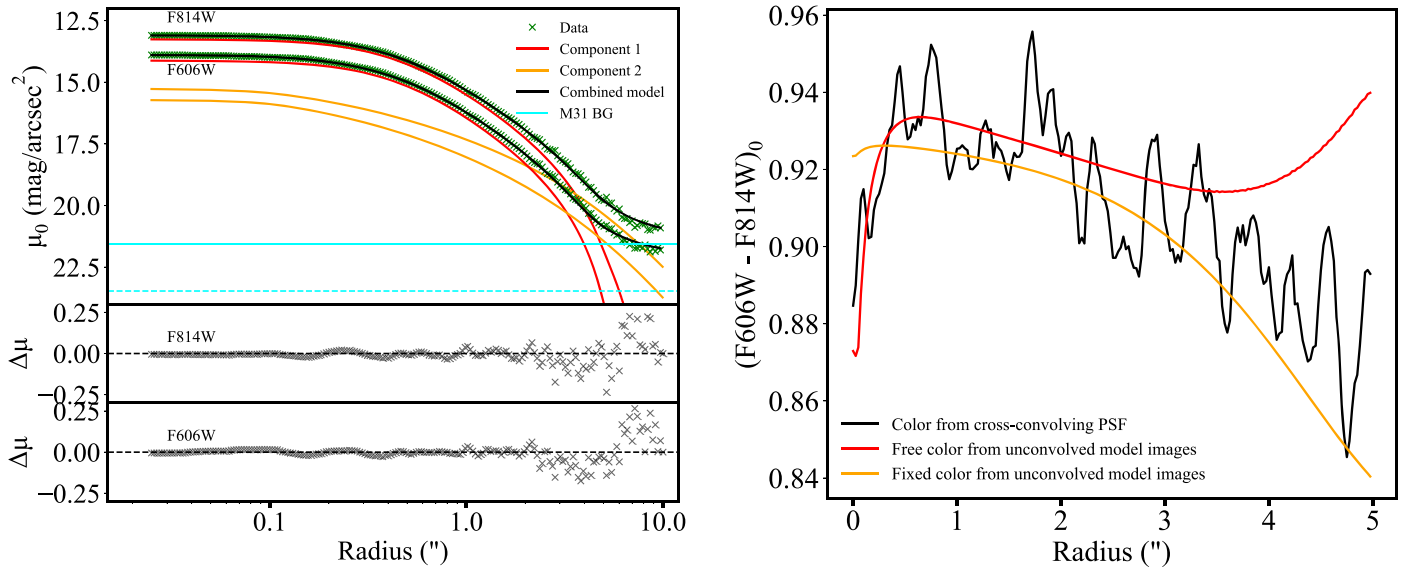 12.5
15.0
17.5
20.0
22.5
μ₀ (mag/arcsec²)
F814W
F606W
Data
Component 1
Component 2
Combined model
M31 BG
0.25
0.00
−0.25
Δμ
F814W
0.25
0.00
−0.25
Δμ
F606W
0.1
1.0
10.0
Radius (")
0.96
0.94
0.92
0.90
0.88
0.86
0.84
(F606W - F814W)₀
Color from cross-convolving PSF
Free color from unconvolved model images
Fixed color from unconvolved model images
0
1
2
3
4
5
Radius (")